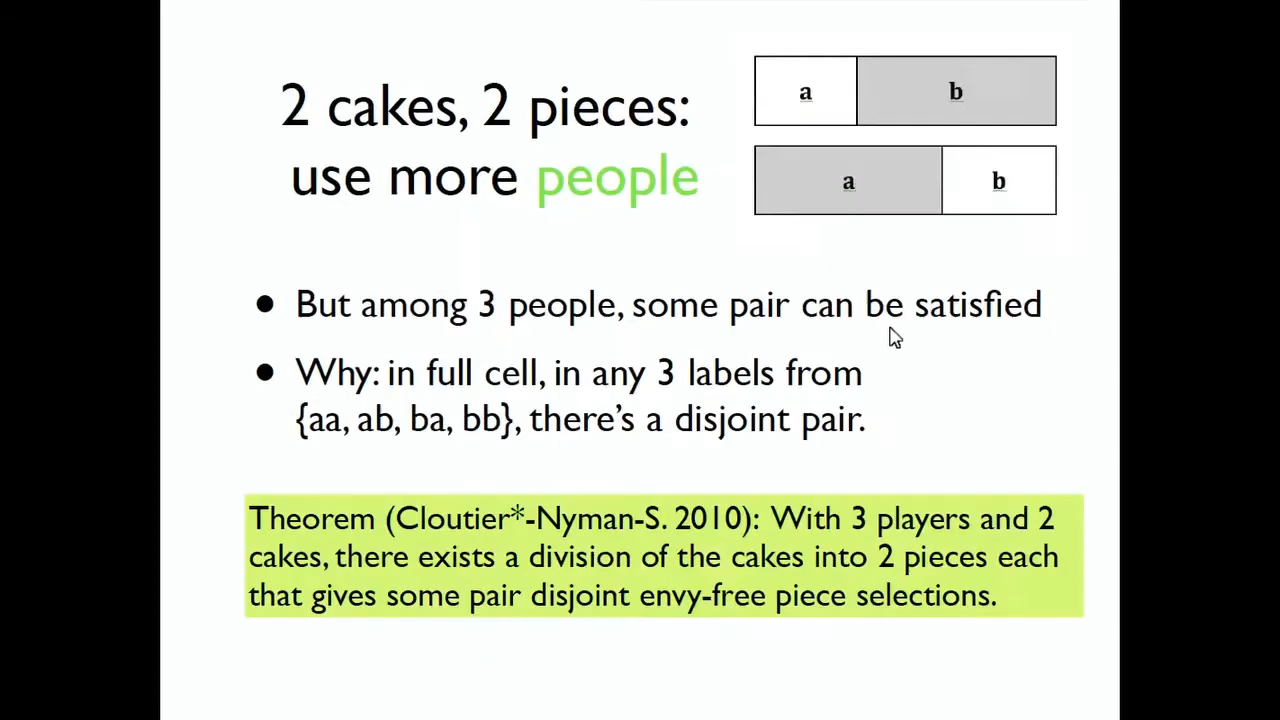 2 cakes, 2 pieces:
use more people
a b
a b
● But among 3 people, some pair can be satisfied
● Why: in full cell, in any 3 labels from
{aa, ab, ba, bb}, there’s a disjoint pair.
Theorem (Cloutier*-Nyman-S. 2010): With 3 players and 2
cakes, there exists a division of the cakes into 2 pieces each
that gives some pair disjoint envy-free piece selections.